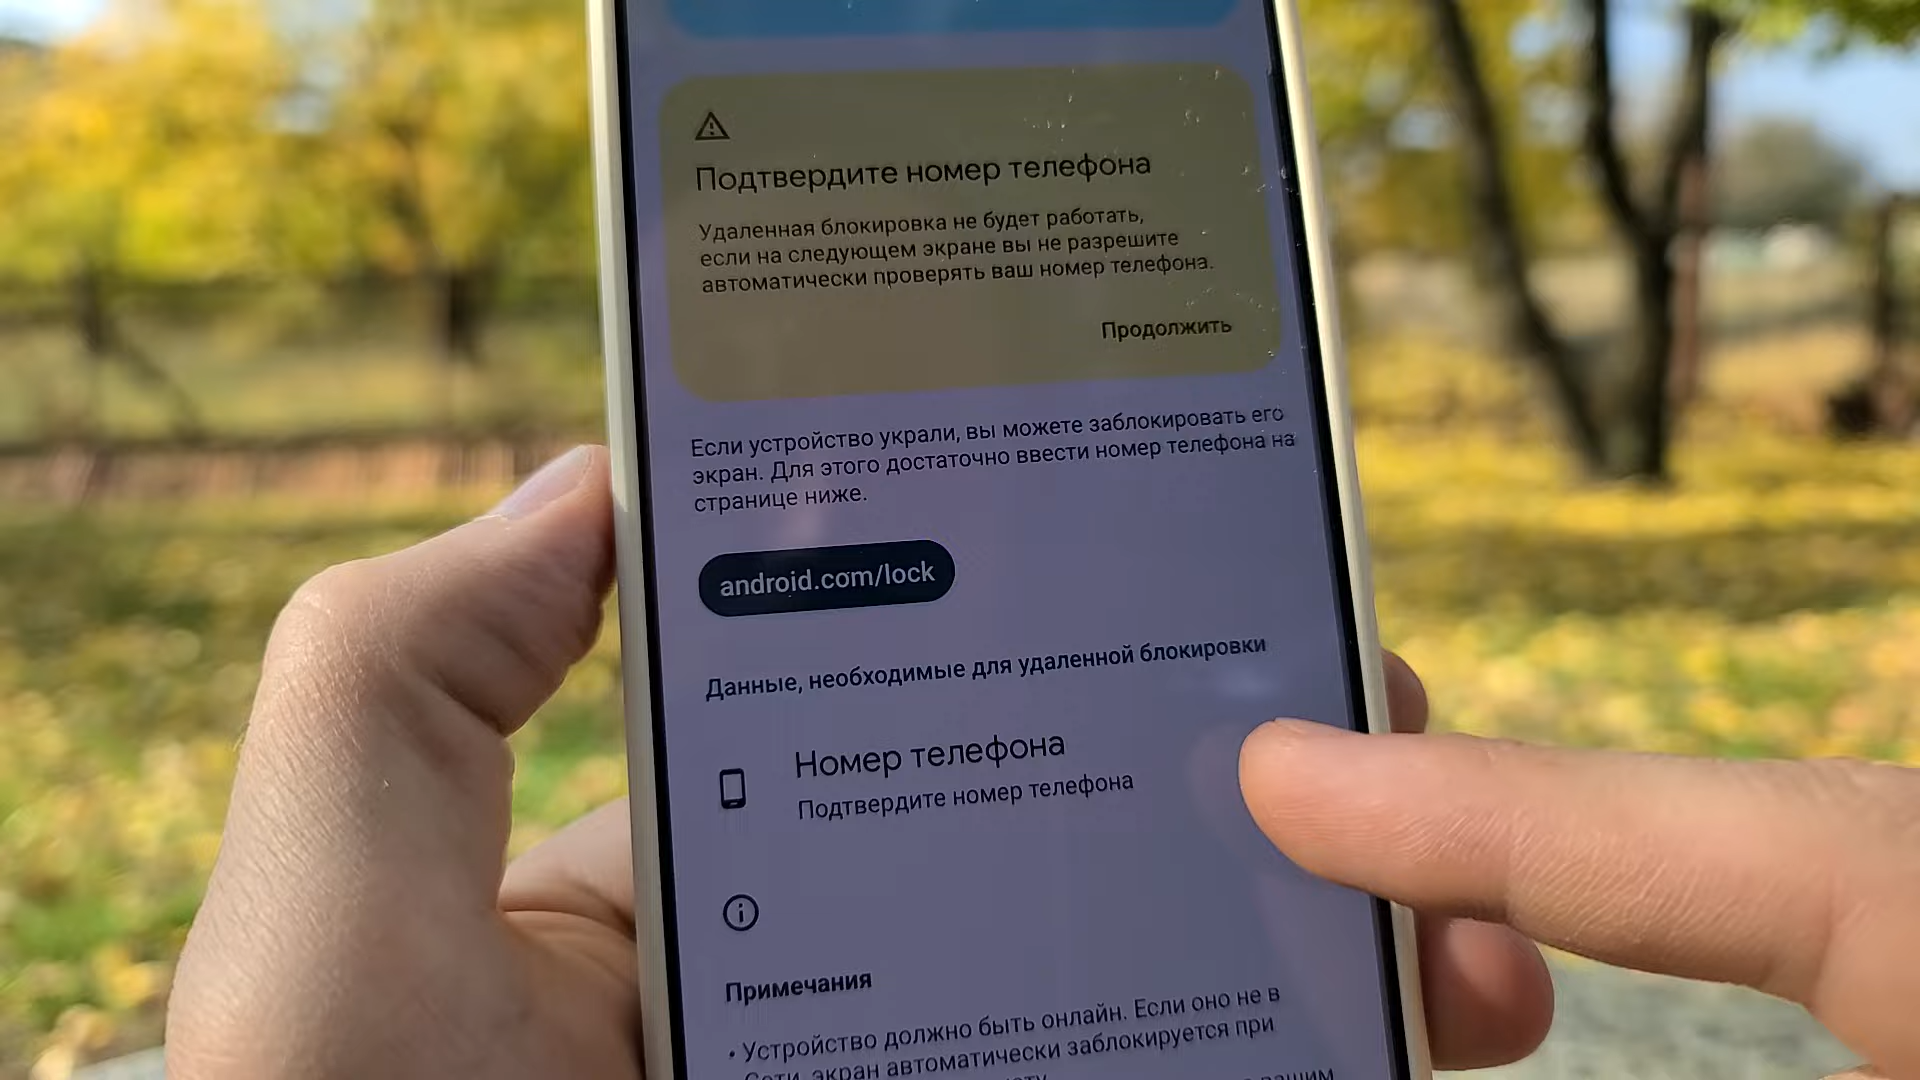 Подтвердите номер телефона
Удаленная блокировка не будет работать,
если на следующем экране вы не разрешите
автоматически проверять ваш номер телефона.
Продолжить
Если устройство украли, вы можете заблокировать его
экран. Для этого достаточно ввести номер телефона на
странице ниже.
android.com/lock
Данные, необходимые для удаленной блокировки
Номер телефона
Подтвердите номер телефона
Примечания
• Устройство должно быть онлайн. Если оно не в
Сети, экран автоматически заблокируется при